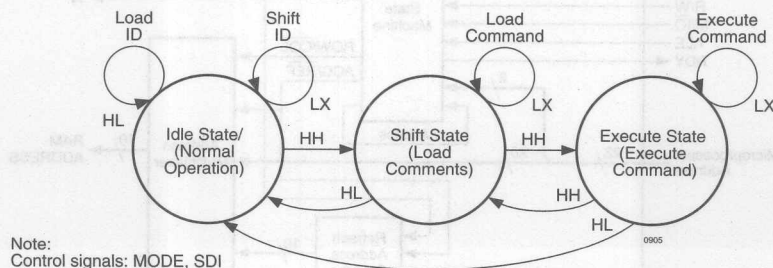 Load
ID
Shift
ID
Load
Command
Execute
Command
HL
LX
LX
LX
Idle State/
(Normal
Operation)
HH
Shift State
(Load
Comments)
HH
Execute State
(Execute
Command)
HL
HH
HL
0905
Note:
Control signals: MODE, SDI